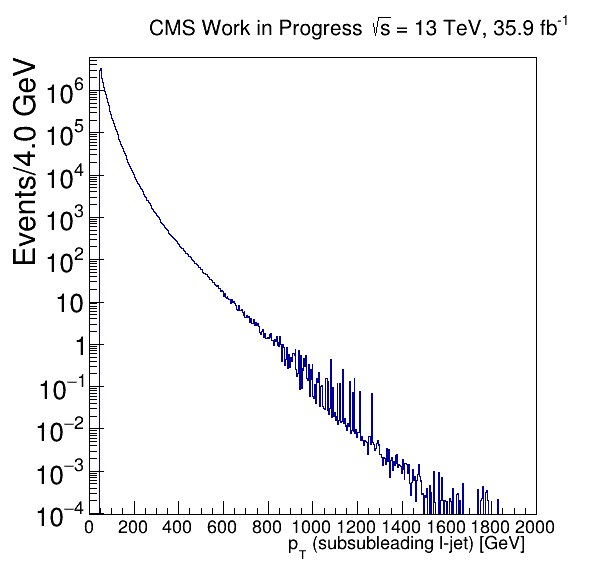 CMS Work in Progress √s = 13 TeV, 35.9 fb⁻¹
Events/4.0 GeV
10⁶
10⁵
10⁴
10³
10²
10
1
10⁻¹
10⁻²
10⁻³
10⁻⁴
0 200 400 600 800 1000 1200 1400 1600 1800 2000
p_T (subsubleading l-jet) [GeV]